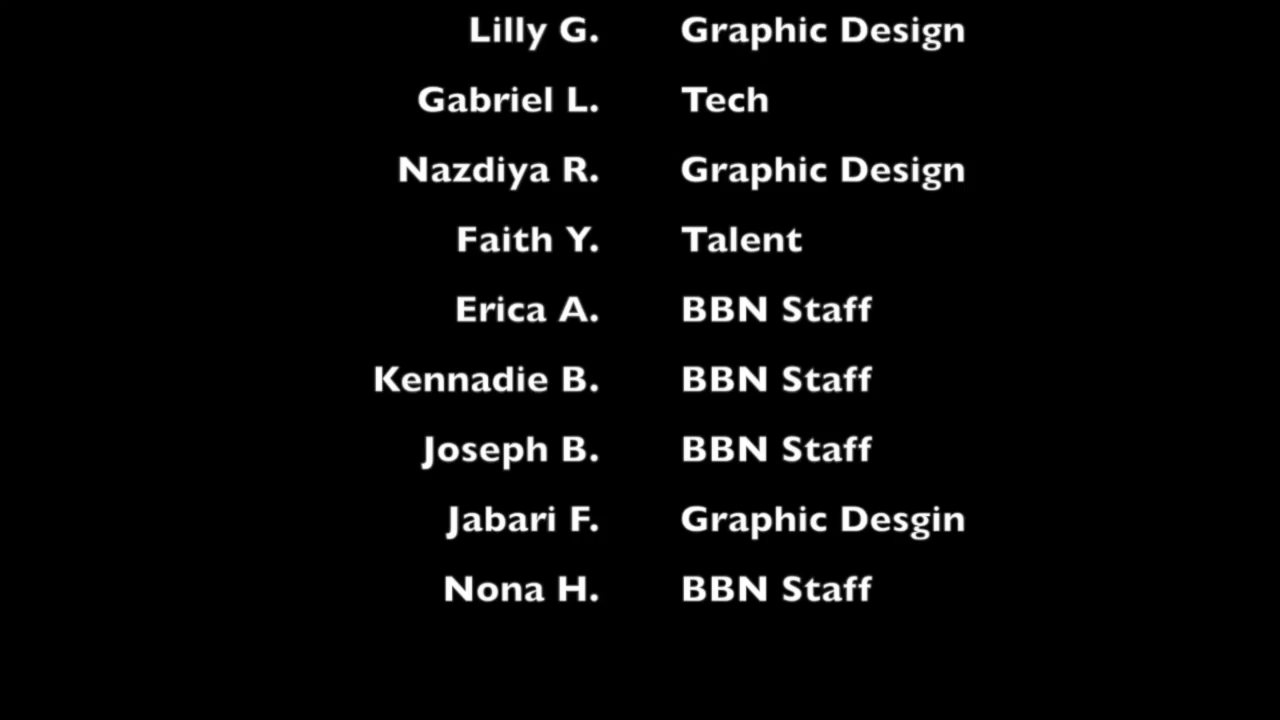 Lilly G. Graphic Design
Gabriel L. Tech
Nazdiya R. Graphic Design
Faith Y. Talent
Erica A. BBN Staff
Kennadie B. BBN Staff
Joseph B. BBN Staff
Jabari F. Graphic Desgin
Nona H. BBN Staff